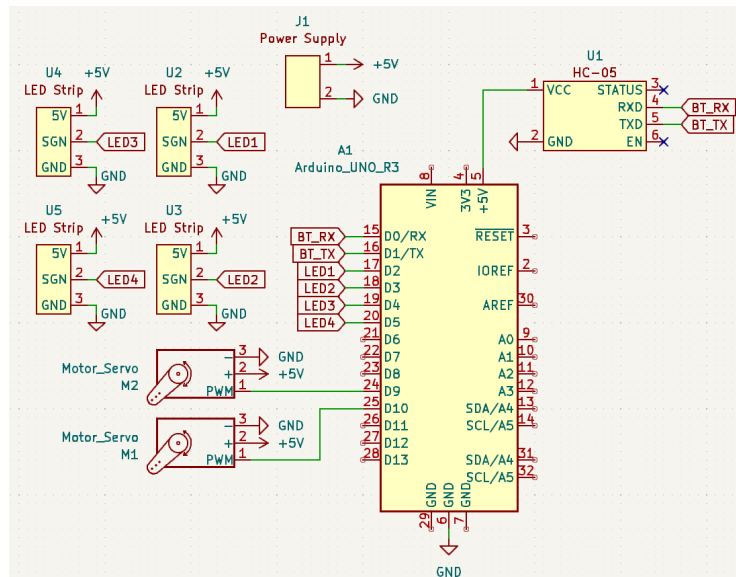 J1
Power Supply
1 +5V
2 GND
U4 +5V
LED Strip
5V 1
SGN 2 LED3
GND 3
GND
U2 +5V
LED Strip
5V 1
SGN 2 LED1
GND 3
GND
U5 +5V
LED Strip
5V 1
SGN 2 LED4
GND 3
GND
U3 +5V
LED Strip
5V 1
SGN 2 LED2
GND 3
GND
U1
HC-05
1 VCC STATUS 3
RXD 4 BT_RX
TXD 5 BT_TX
2 GND EN 6
A1
Arduino_UNO_R3
8 4 5
VIN 3V3 +5V
BT_RX 15 D0/RX RESET 3
BT_TX 16 D1/TX
LED1 17 D2 IOREF 2
LED2 18 D3
LED3 19 D4 AREF 30
LED4 20 D5
21 D6 A0 9
22 D7 A1 10
23 D8 A2 11
24 D9 A3 12
25 D10 SDA/A4 13
26 D11 SCL/A5 14
27 D12
28 D13 SDA/A4 31
SCL/A5 32
GND GND GND
29 6 7
GND
Motor_Servo
M2
- 3 GND
+ 2 +5V
PWM 1
Motor_Servo
M1
- 3 GND
+ 2 +5V
PWM 1